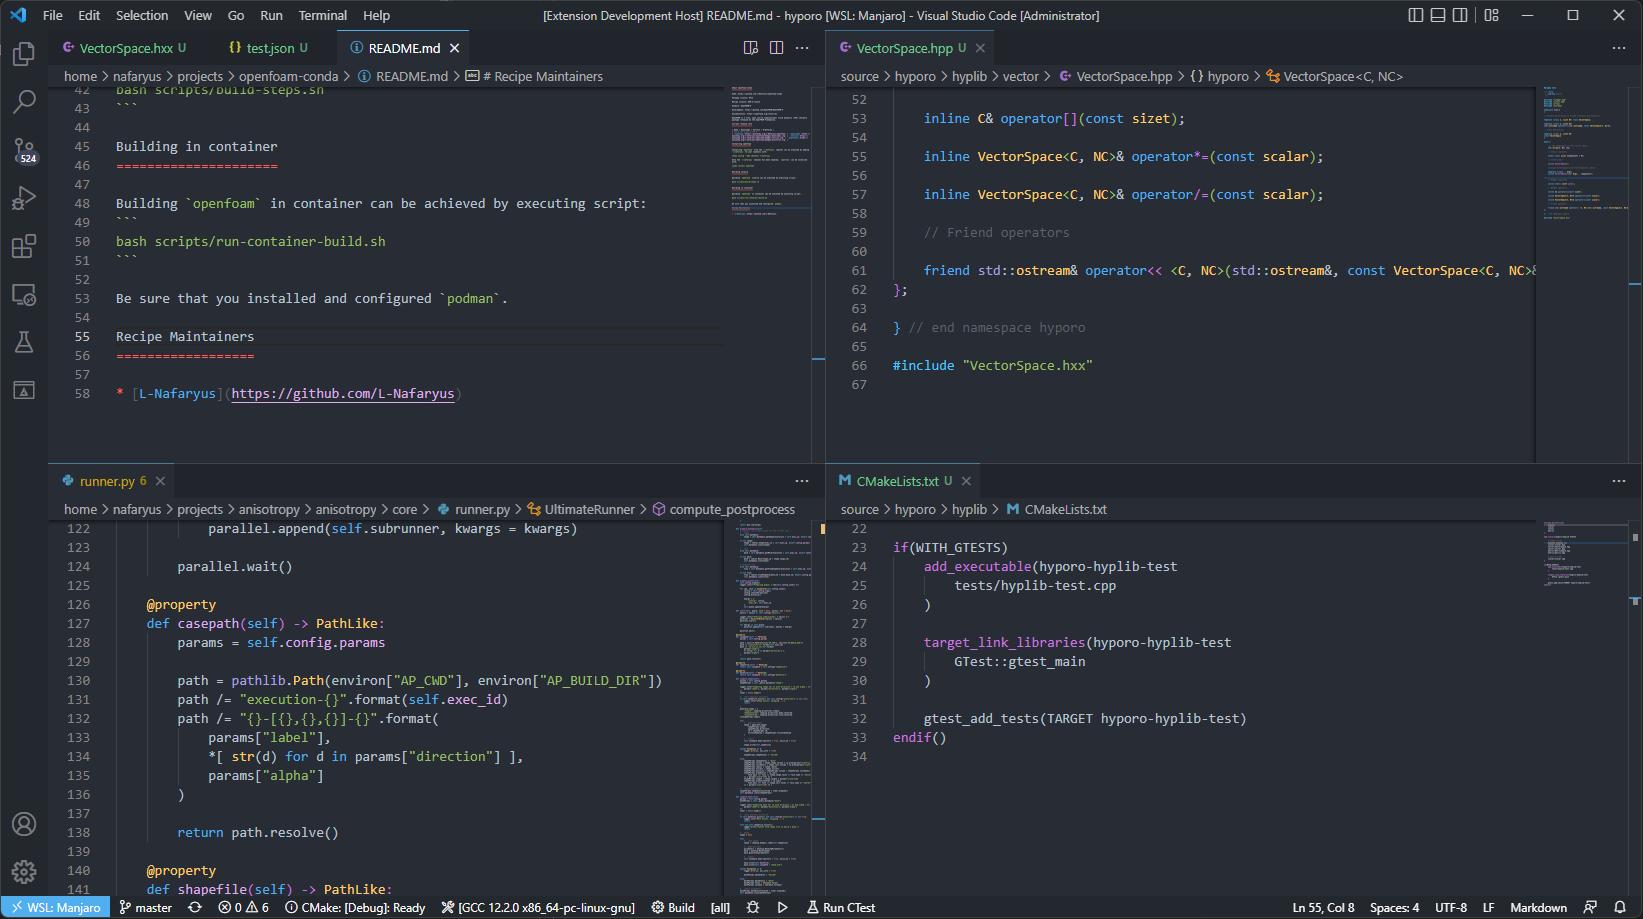 File Edit Selection View Go Run Terminal Help
[Extension Development Host] README.md - hyporo [WSL: Manjaro] - Visual Studio Code [Administrator]
VectorSpace.hxx U
{} test.json U
README.md
home > nafaryus > projects > openfoam-conda > README.md > # Recipe Maintainers
42 bash scripts/build-steps.sh
43 ```
44
45 Building in container
46 =====================
47
48 Building `openfoam` in container can be achieved by executing script:
49 ```
50 bash scripts/run-container-build.sh
51 ```
52
53 Be sure that you installed and configured `podman`.
54
55 Recipe Maintainers
56 ==================
57
58 * [L-Nafaryus](https://github.com/L-Nafaryus)
VectorSpace.hpp U
source > hyporo > hyplib > vector > VectorSpace.hpp > {} hyporo > VectorSpace<C, NC>
52
53 inline C& operator[](const sizet);
54
55 inline VectorSpace<C, NC>& operator*=(const scalar);
56
57 inline VectorSpace<C, NC>& operator/=(const scalar);
58
59 // Friend operators
60
61 friend std::ostream& operator<< <C, NC>(std::ostream&, const VectorSpace<C, NC>&
62 };
63
64 } // end namespace hyporo
65
66 #include "VectorSpace.hxx"
67
runner.py 6
home > nafaryus > projects > anisotropy > anisotropy > core > runner.py > UltimateRunner > compute_postprocess
122 parallel.append(self.subrunner, kwargs = kwargs)
123
124 parallel.wait()
125
126 @property
127 def casepath(self) -> PathLike:
128 params = self.config.params
129
130 path = pathlib.Path(environ["AP_CWD"], environ["AP_BUILD_DIR"])
131 path /= "execution-{}".format(self.exec_id)
132 path /= "{}-[{},{},{}]-{}".format(
133 params["label"],
134 *[ str(d) for d in params["direction"] ],
135 params["alpha"]
136 )
137
138 return path.resolve()
139
140 @property
141 def shapefile(self) -> PathLike:
CMakeLists.txt U
source > hyporo > hyplib > CMakeLists.txt
22
23 if(WITH_GTESTS)
24 add_executable(hyporo-hyplib-test
25 tests/hyplib-test.cpp
26 )
27
28 target_link_libraries(hyporo-hyplib-test
29 GTest::gtest_main
30 )
31
32 gtest_add_tests(TARGET hyporo-hyplib-test)
33 endif()
34
524
WSL: Manjaro master 0 6 CMake: [Debug]: Ready [GCC 12.2.0 x86_64-pc-linux-gnu] Build [all] Run CTest Ln 55, Col 8 Spaces: 4 UTF-8 LF Markdown